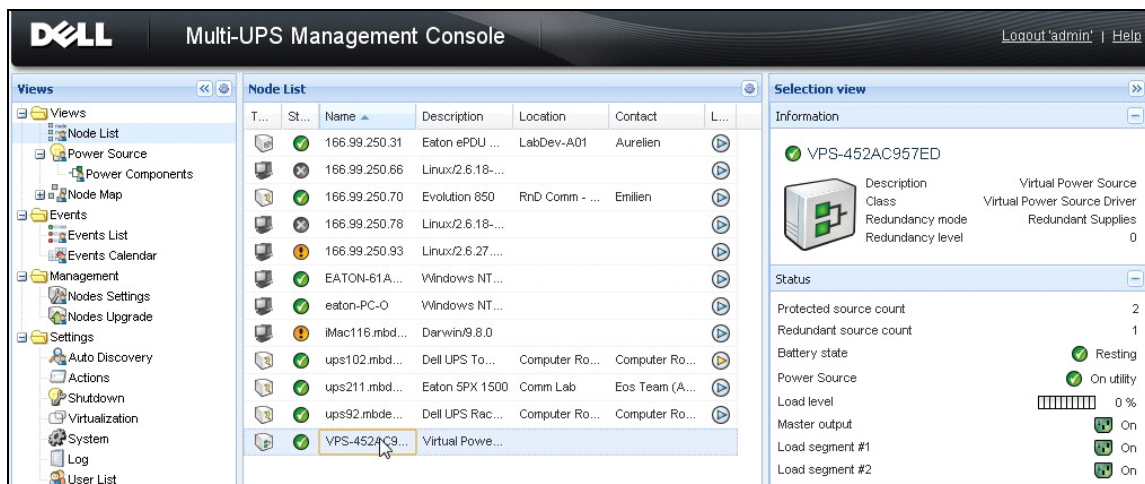 DELL Multi-UPS Management Console Logout 'admin' | Help
Views
Views
Node List
Power Source
Power Components
Node Map
Events
Events List
Events Calendar
Management
Nodes Settings
Nodes Upgrade
Settings
Auto Discovery
Actions
Shutdown
Virtualization
System
Log
User List
Node List
T... St... Name Description Location Contact L...
166.99.250.31 Eaton ePDU ... LabDev-A01 Aurelien
166.99.250.66 Linux/2.6.18-...
166.99.250.70 Evolution 850 RnD Comm - ... Emilien
166.99.250.78 Linux/2.6.18-...
166.99.250.93 Linux/2.6.27....
EATON-61A... Windows NT...
eaton-PC-O Windows NT...
iMac116.mbd... Darwin/9.8.0
ups102.mbd... Dell UPS To... Computer Ro... Computer Ro...
ups211.mbd... Eaton 5PX 1500 Comm Lab Eos Team (A...
ups92.mbde... Dell UPS Rac... Computer Ro... Computer Ro...
VPS-452AC9... Virtual Powe...
Selection view
Information
VPS-452AC957ED
Description Virtual Power Source
Class Virtual Power Source Driver
Redundancy mode Redundant Supplies
Redundancy level 0
Status
Protected source count 2
Redundant source count 1
Battery state Resting
Power Source On utility
Load level 0 %
Master output On
Load segment #1 On
Load segment #2 On